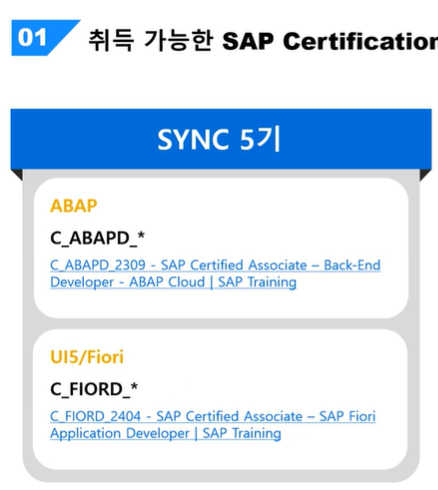 01 취득 가능한 SAP Certification
SYNC 5기
ABAP
C_ABAPD_*
C_ABAPD_2309 - SAP Certified Associate – Back-End
Developer - ABAP Cloud | SAP Training
UI5/Fiori
C_FIORD_*
C_FIORD_2404 - SAP Certified Associate – SAP Fiori
Application Developer | SAP Training